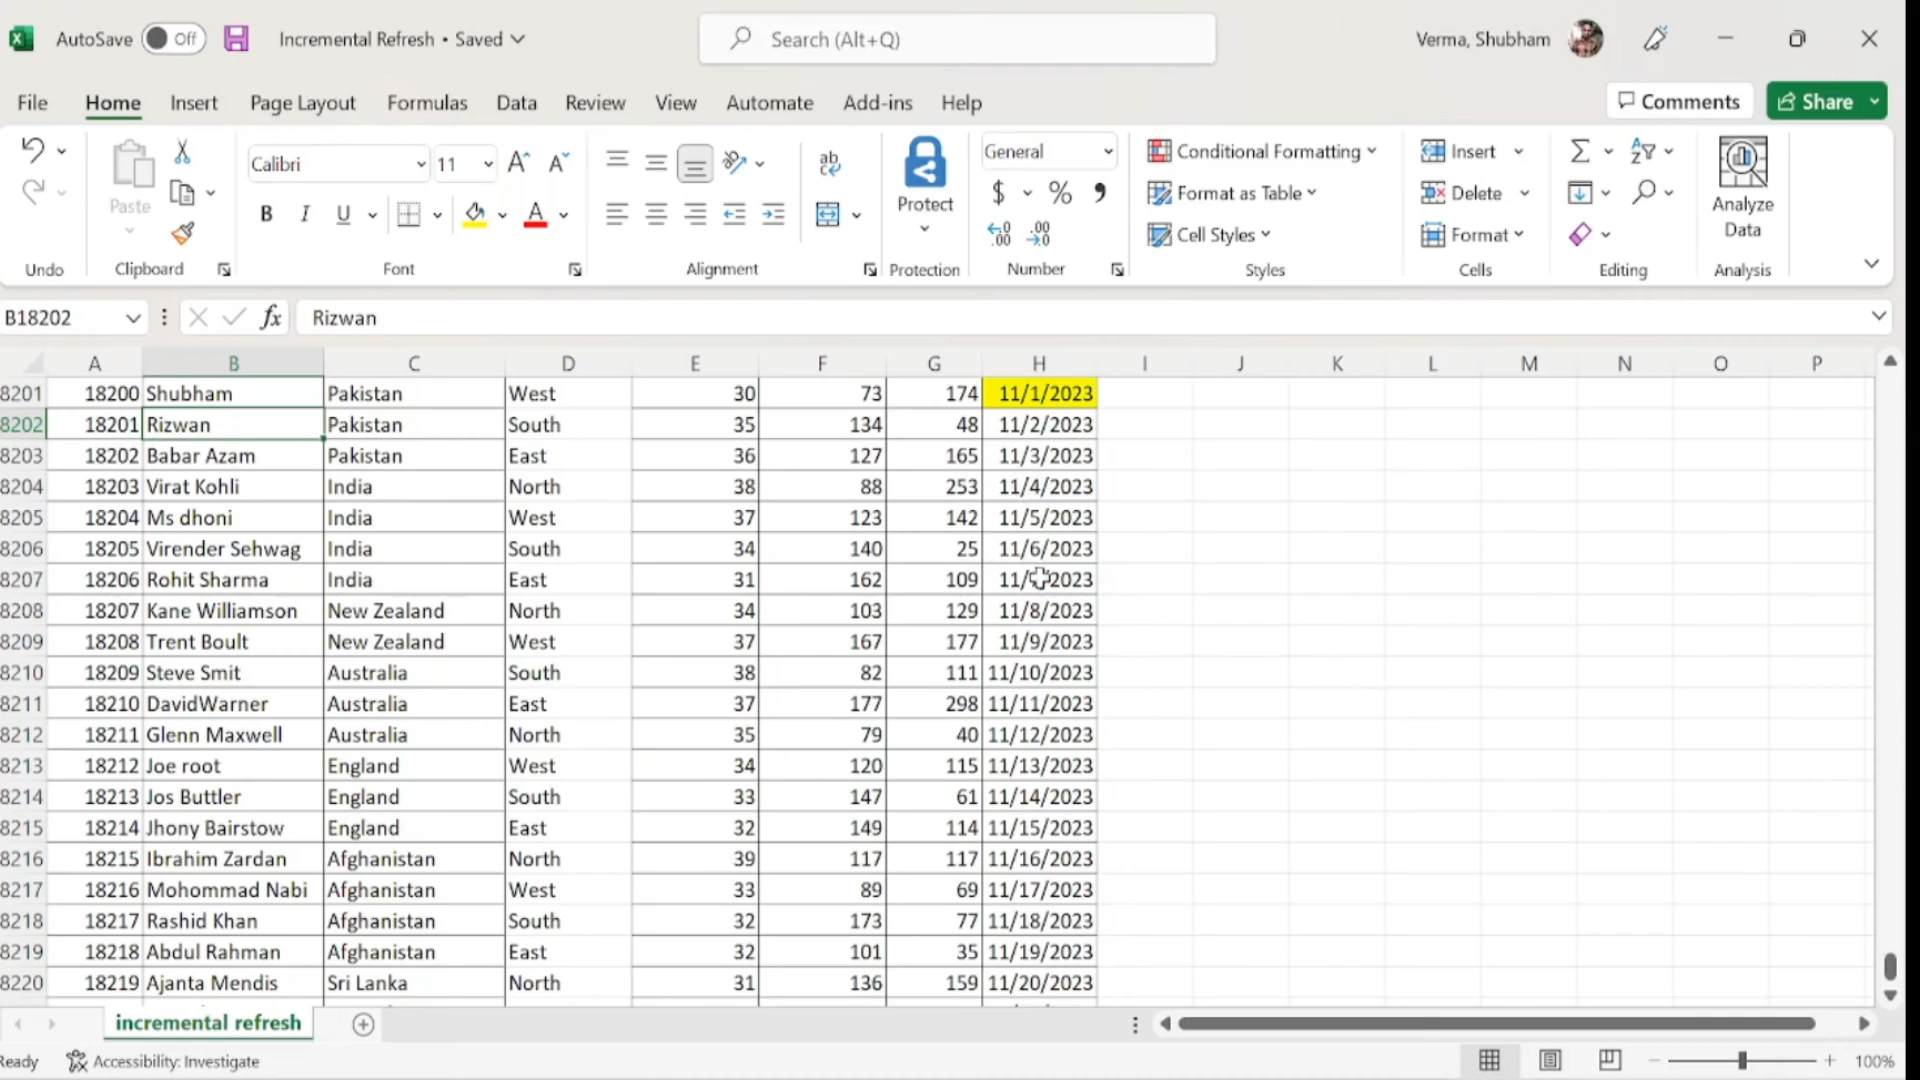 AutoSave Off Incremental Refresh • Saved Search (Alt+Q) Verma, Shubham
File Home Insert Page Layout Formulas Data Review View Automate Add-ins Help Comments Share
Paste Calibri 11 Protect General Conditional Formatting Format as Table Cell Styles Insert Delete Format Analyze Data
B I U $ %
Undo Clipboard Font Alignment Protection Number Styles Cells Editing Analysis
B18202 fx Rizwan
A B C D E F G H I J K L M N O P
8201 18200 Shubham Pakistan West 30 73 174 11/1/2023
8202 18201 Rizwan Pakistan South 35 134 48 11/2/2023
8203 18202 Babar Azam Pakistan East 36 127 165 11/3/2023
8204 18203 Virat Kohli India North 38 88 253 11/4/2023
8205 18204 Ms dhoni India West 37 123 142 11/5/2023
8206 18205 Virender Sehwag India South 34 140 25 11/6/2023
8207 18206 Rohit Sharma India East 31 162 109
8208 18207 Kane Williamson New Zealand North 34 103 129 11/8/2023
8209 18208 Trent Boult New Zealand West 37 167 177 11/9/2023
8210 18209 Steve Smit Australia South 38 82 111 11/10/2023
8211 18210 DavidWarner Australia East 37 177 298 11/11/2023
8212 18211 Glenn Maxwell Australia North 35 79 40 11/12/2023
8213 18212 Joe root England West 34 120 115 11/13/2023
8214 18213 Jos Buttler England South 33 147 61 11/14/2023
8215 18214 Jhony Bairstow England East 32 149 114 11/15/2023
8216 18215 Ibrahim Zardan Afghanistan North 39 117 117 11/16/2023
8217 18216 Mohommad Nabi Afghanistan West 33 89 69 11/17/2023
8218 18217 Rashid Khan Afghanistan South 32 173 77 11/18/2023
8219 18218 Abdul Rahman Afghanistan East 32 101 35 11/19/2023
8220 18219 Ajanta Mendis Sri Lanka North 31 136 159 11/20/2023
incremental refresh
Ready Accessibility: Investigate 100%